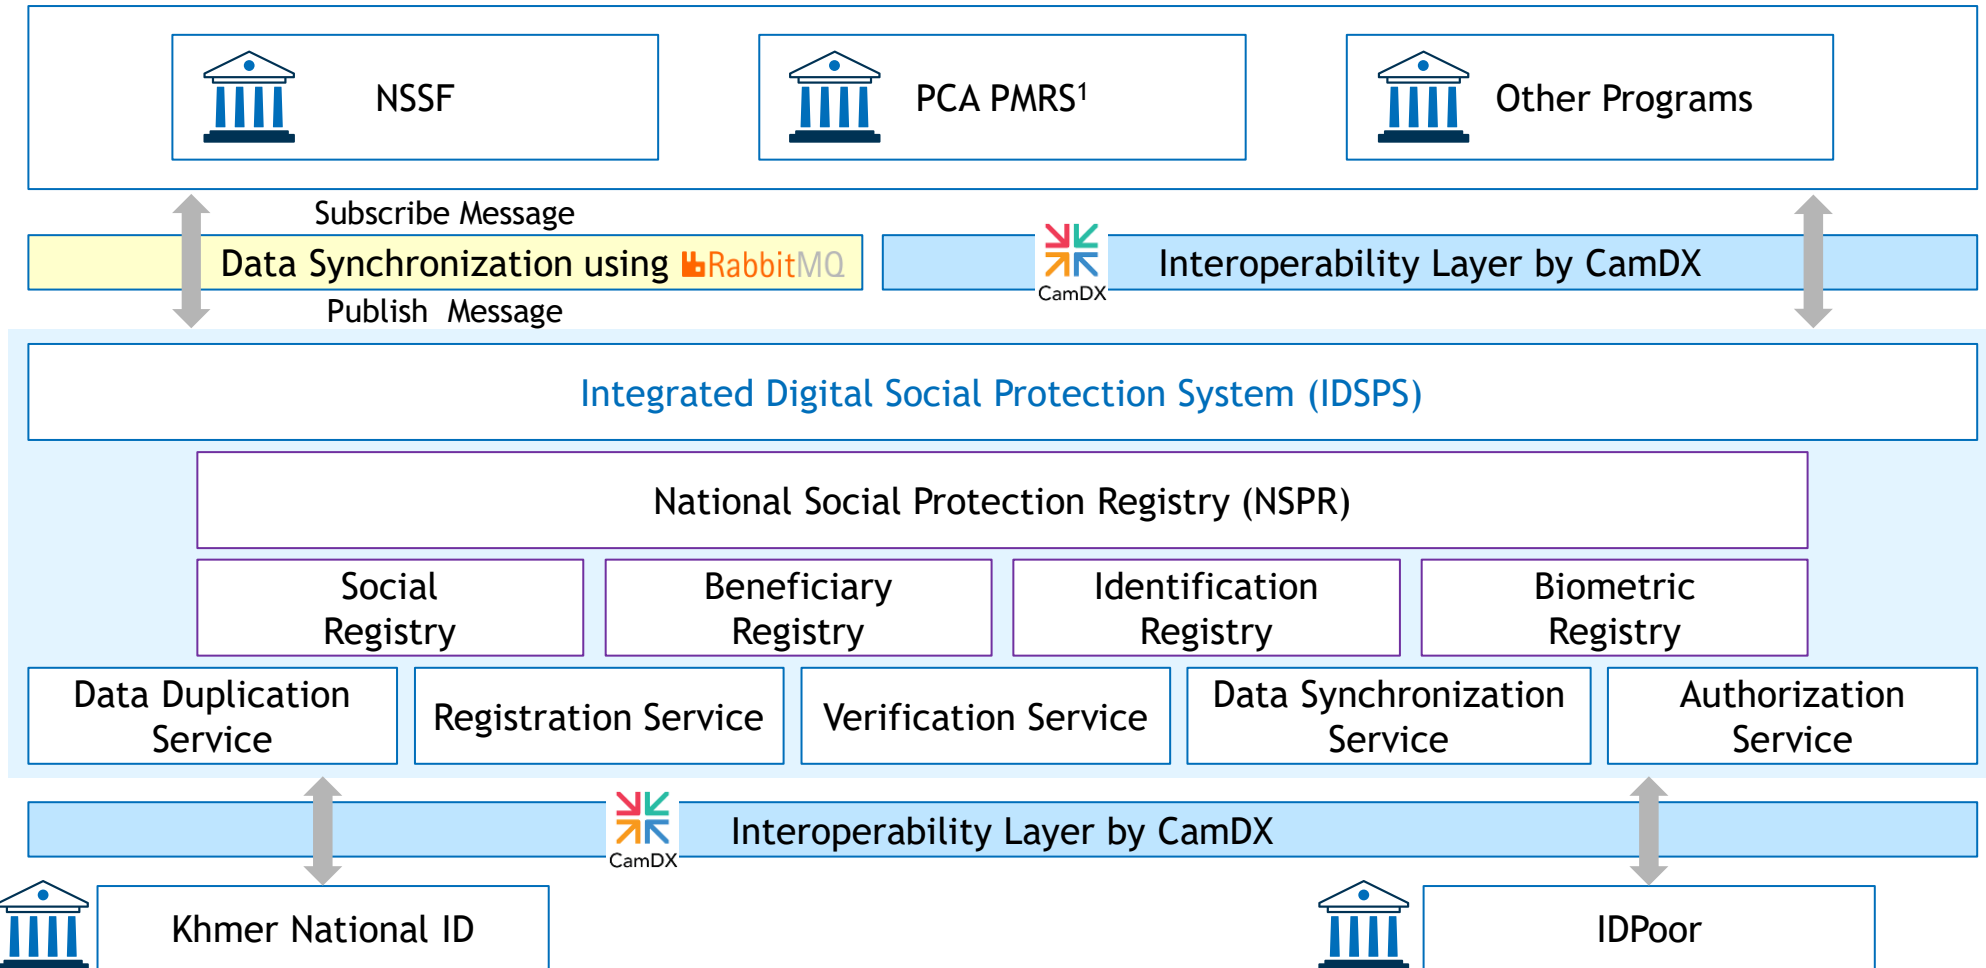 NSSF
PCA PMRS¹
Other Programs
Subscribe Message
Data Synchronization using RabbitMQ
CamDX
Interoperability Layer by CamDX
Publish Message
Integrated Digital Social Protection System (IDSPS)
National Social Protection Registry (NSPR)
Social
Registry
Beneficiary
Registry
Identification
Registry
Biometric
Registry
Data Duplication
Service
Registration Service
Verification Service
Data Synchronization
Service
Authorization
Service
CamDX
Interoperability Layer by CamDX
Khmer National ID
IDPoor